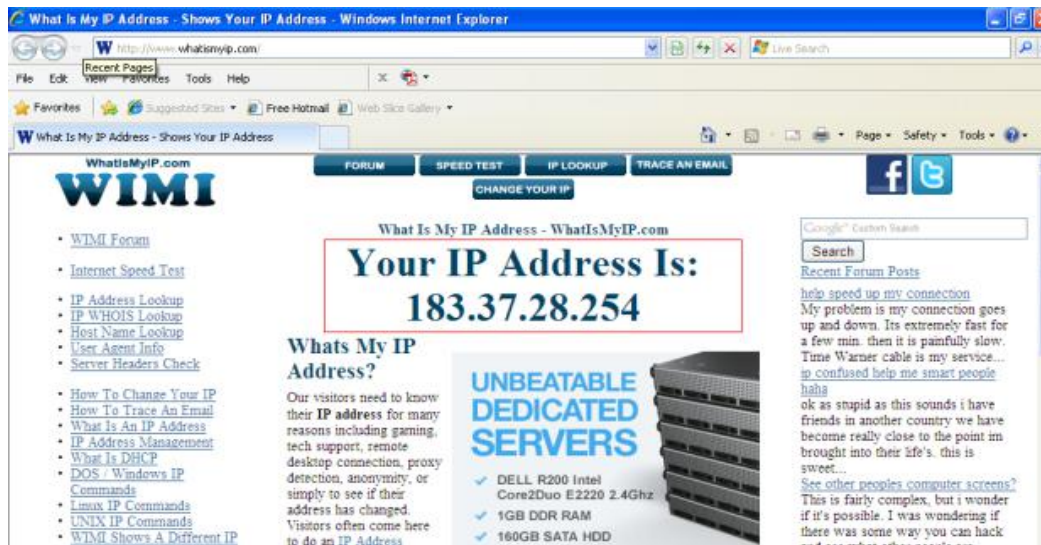 What Is My IP Address - Shows Your IP Address - Windows Internet Explorer
W http://www.whatismyip.com/
Live Search
Recent Pages
File Edit View Favorites Tools Help
Favorites Suggested Sites Free Hotmail Web Slice Gallery
W What Is My IP Address - Shows Your IP Address
Page Safety Tools
WhatIsMyIP.com
WIMI
FORUM SPEED TEST IP LOOKUP TRACE AN EMAIL
CHANGE YOUR IP
• WIMI Forum
• Internet Speed Test
• IP Address Lookup
• IP WHOIS Lookup
• Host Name Lookup
• User Agent Info
• Server Headers Check
• How To Change Your IP
• How To Trace An Email
• What Is An IP Address
• IP Address Management
• What Is DHCP
• DOS / Windows IP
Commands
• Linux IP Commands
• UNIX IP Commands
• WIMI Shows A Different IP
What Is My IP Address - WhatIsMyIP.com
Your IP Address Is:
183.37.28.254
Whats My IP
Address?
Our visitors need to know
their IP address for many
reasons including gaming,
tech support, remote
desktop connection, proxy
detection, anonymity, or
simply to see if their
address has changed.
Visitors often come here
to do an IP Address
UNBEATABLE
DEDICATED
SERVERS
DELL R200 Intel
Core2Duo E2220 2.4Ghz
1GB DDR RAM
160GB SATA HDD
f
Google™ Custom Search
Search
Recent Forum Posts
help speed up my connection
My problem is my connection goes
up and down. Its extremely fast for
a few min. then it is painfully slow.
Time Warner cable is my service...
ip confused help me smart people
haha
ok as stupid as this sounds i have
friends in another country we have
become really close to the point im
brought into their life's. this is
sweet...
See other peoples computer screens?
This is fairly complex, but i wonder
if it's possible. I was wondering if
there was some way you can hack